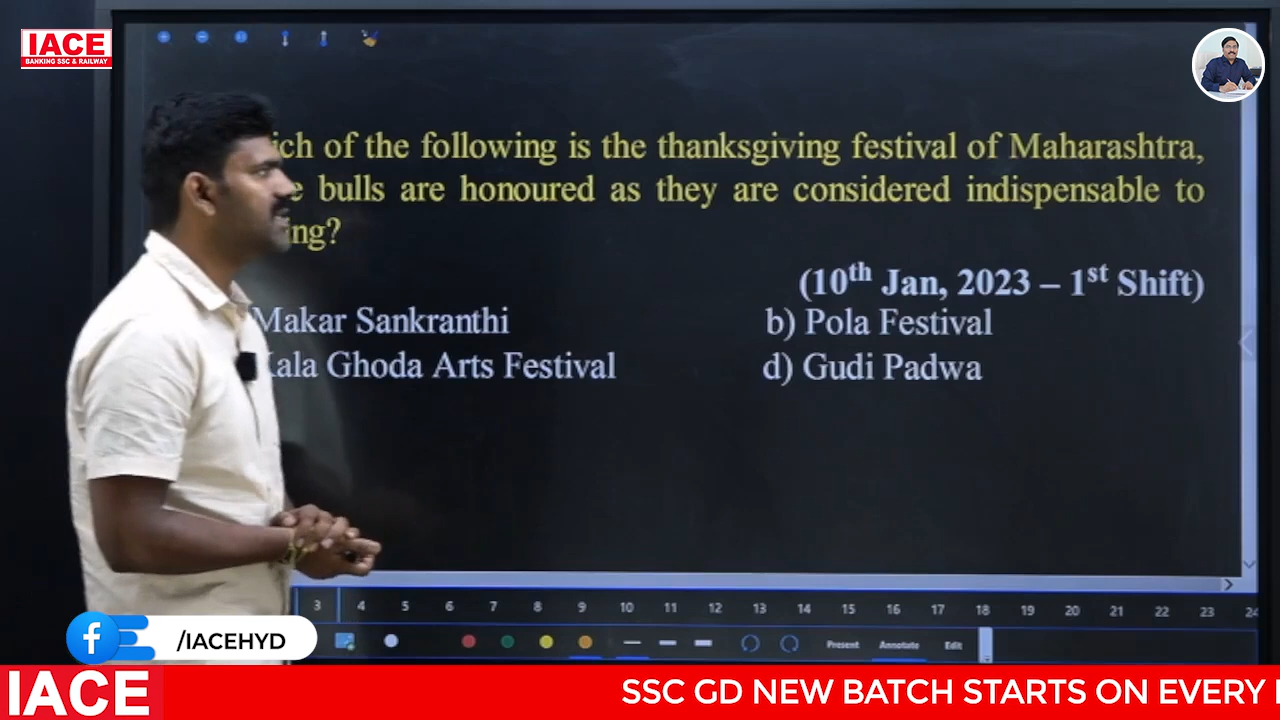 IACE
BANKING SSC & RAILWAY
ich of the following is the thanksgiving festival of Maharashtra,
e bulls are honoured as they are considered indispensable to
ing?
(10th Jan, 2023 – 1st Shift)
Makar Sankranthi
b) Pola Festival
Kala Ghoda Arts Festival
d) Gudi Padwa
3 4 5 6 7 8 9 10 11 12 13 14 15 16 17 18 19 20 21 22 23 24
Present Annotate Edit
/IACEHYD
IACE
SSC GD NEW BATCH STARTS ON EVERY